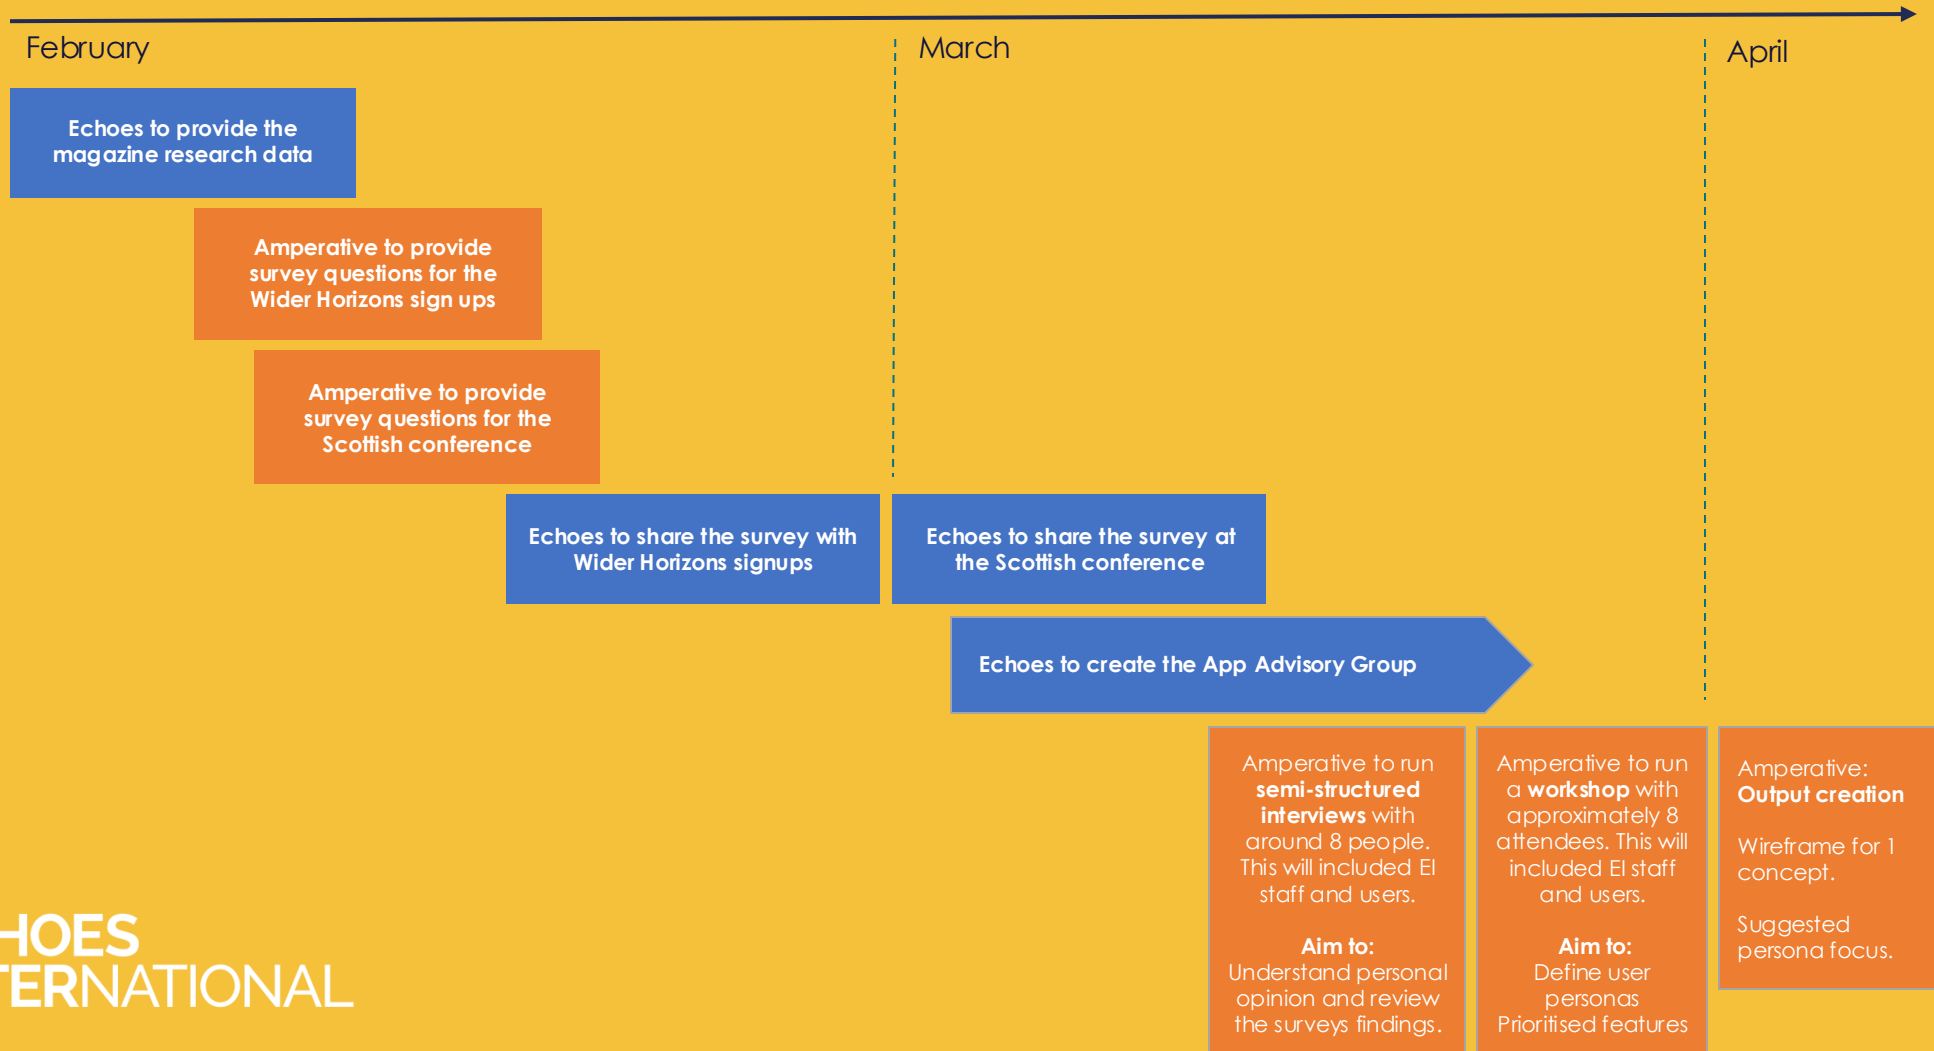 February
March
April
Echoes to provide the
magazine research data
Amperative to provide
survey questions for the
Wider Horizons sign ups
Amperative to provide
survey questions for the
Scottish conference
Echoes to share the survey with
Wider Horizons signups
Echoes to share the survey at
the Scottish conference
Echoes to create the App Advisory Group
Amperative to run
semi-structured
interviews with
around 8 people.
This will included EI
staff and users.
Aim to:
Understand personal
opinion and review
the surveys findings.
Amperative to run
a workshop with
approximately 8
attendees. This will
included EI staff
and users.
Aim to:
Define user
personas
Prioritised features
Amperative:
Output creation
Wireframe for 1
concept.
Suggested
persona focus.
HOES
TERNATIONAL